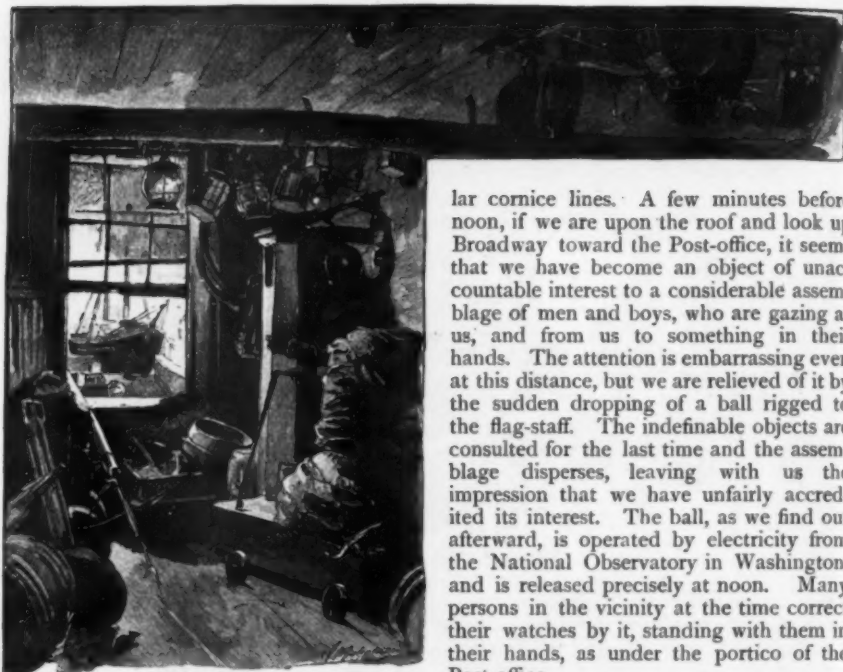 lar cornice lines. A few minutes befor
noon, if we are upon the roof and look u
Broadway toward the Post-office, it seem
that we have become an object of unac
countable interest to a considerable assem
blage of men and boys, who are gazing a
us, and from us to something in thei
hands. The attention is embarrassing eve
at this distance, but we are relieved of it b
the sudden dropping of a ball rigged t
the flag-staff. The indefinable objects ar
consulted for the last time and the assem
blage disperses, leaving with us the
impression that we have unfairly accred
ited its interest. The ball, as we find ou
afterward, is operated by electricity from
the National Observatory in Washington
and is released precisely at noon. Many
persons in the vicinity at the time correc
their watches by it, standing with them in
their hands, as under the portico of the